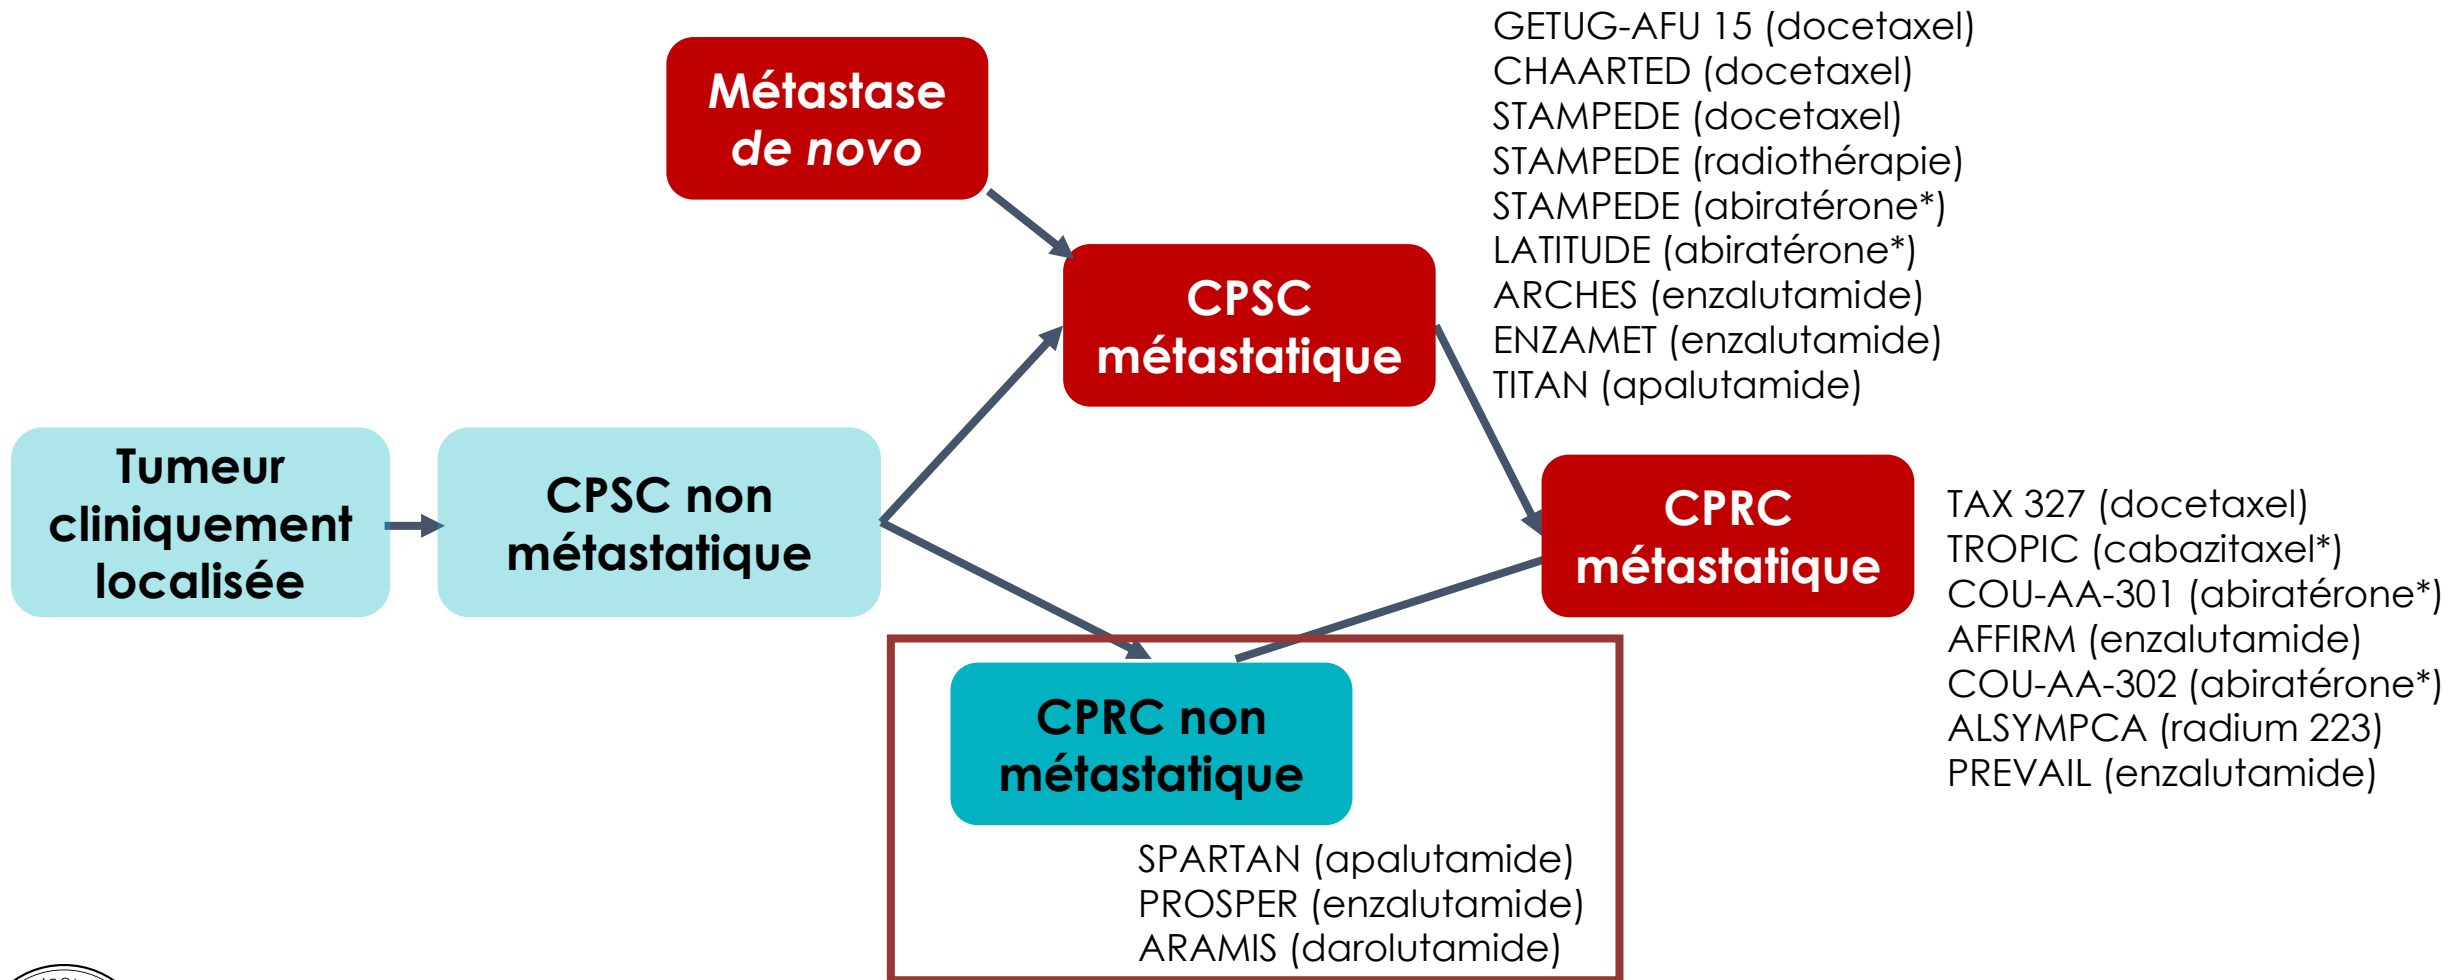 GETUG-AFU 15 (docetaxel)
CHAARTED (docetaxel)
STAMPEDE (docetaxel)
STAMPEDE (radiothérapie)
STAMPEDE (abiratérone*)
LATITUDE (abiratérone*)
ARCHES (enzalutamide)
ENZAMET (enzalutamide)
TITAN (apalutamide)
Métastase
de novo
CPSC
métastatique
Tumeur
cliniquement
localisée
CPSC non
métastatique
CPRC
métastatique
TAX 327 (docetaxel)
TROPIC (cabazitaxel*)
COU-AA-301 (abiratérone*)
AFFIRM (enzalutamide)
COU-AA-302 (abiratérone*)
ALSYMPCA (radium 223)
PREVAIL (enzalutamide)
CPRC non
métastatique
SPARTAN (apalutamide)
PROSPER (enzalutamide)
ARAMIS (darolutamide)